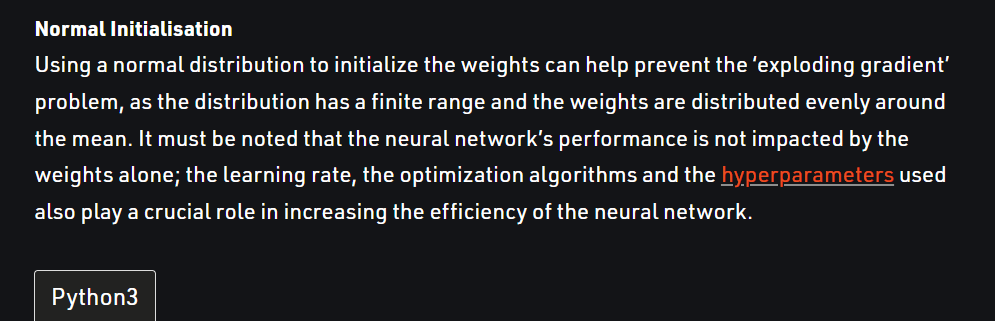 Normal Initialisation
Using a normal distribution to initialize the weights can help prevent the ‘exploding gradient’
problem, as the distribution has a finite range and the weights are distributed evenly around
the mean. It must be noted that the neural network’s performance is not impacted by the
weights alone; the learning rate, the optimization algorithms and the hyperparameters used
also play a crucial role in increasing the efficiency of the neural network.
Python3